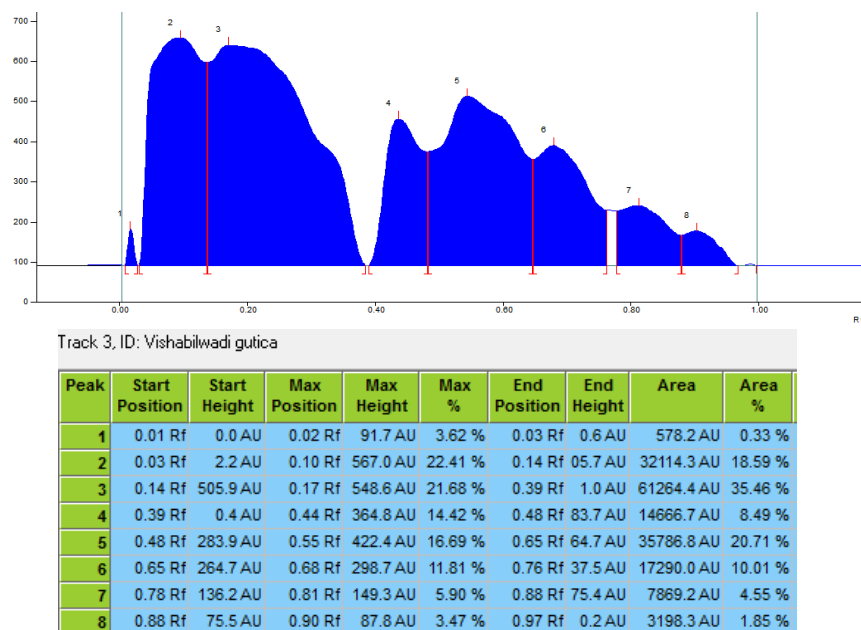 700
600
500
400
300
200
100
0
1
2
3
4
5
6
7
8
0.00 0.20 0.40 0.60 0.80 1.00
R
Track 3, ID: Vishabilwadi gutica
Peak Start Position Start Height Max Position Max Height Max % End Position End Height Area Area %
1 0.01 Rf 0.0 AU 0.02 Rf 91.7 AU 3.62 % 0.03 Rf 0.6 AU 578.2 AU 0.33 %
2 0.03 Rf 2.2 AU 0.10 Rf 567.0 AU 22.41 % 0.14 Rf 05.7 AU 32114.3 AU 18.59 %
3 0.14 Rf 505.9 AU 0.17 Rf 548.6 AU 21.68 % 0.39 Rf 1.0 AU 61264.4 AU 35.46 %
4 0.39 Rf 0.4 AU 0.44 Rf 364.8 AU 14.42 % 0.48 Rf 83.7 AU 14666.7 AU 8.49 %
5 0.48 Rf 283.9 AU 0.55 Rf 422.4 AU 16.69 % 0.65 Rf 64.7 AU 35786.8 AU 20.71 %
6 0.65 Rf 264.7 AU 0.68 Rf 298.7 AU 11.81 % 0.76 Rf 37.5 AU 17290.0 AU 10.01 %
7 0.78 Rf 136.2 AU 0.81 Rf 149.3 AU 5.90 % 0.88 Rf 75.4 AU 7869.2 AU 4.55 %
8 0.88 Rf 75.5 AU 0.90 Rf 87.8 AU 3.47 % 0.97 Rf 0.2 AU 3198.3 AU 1.85 %